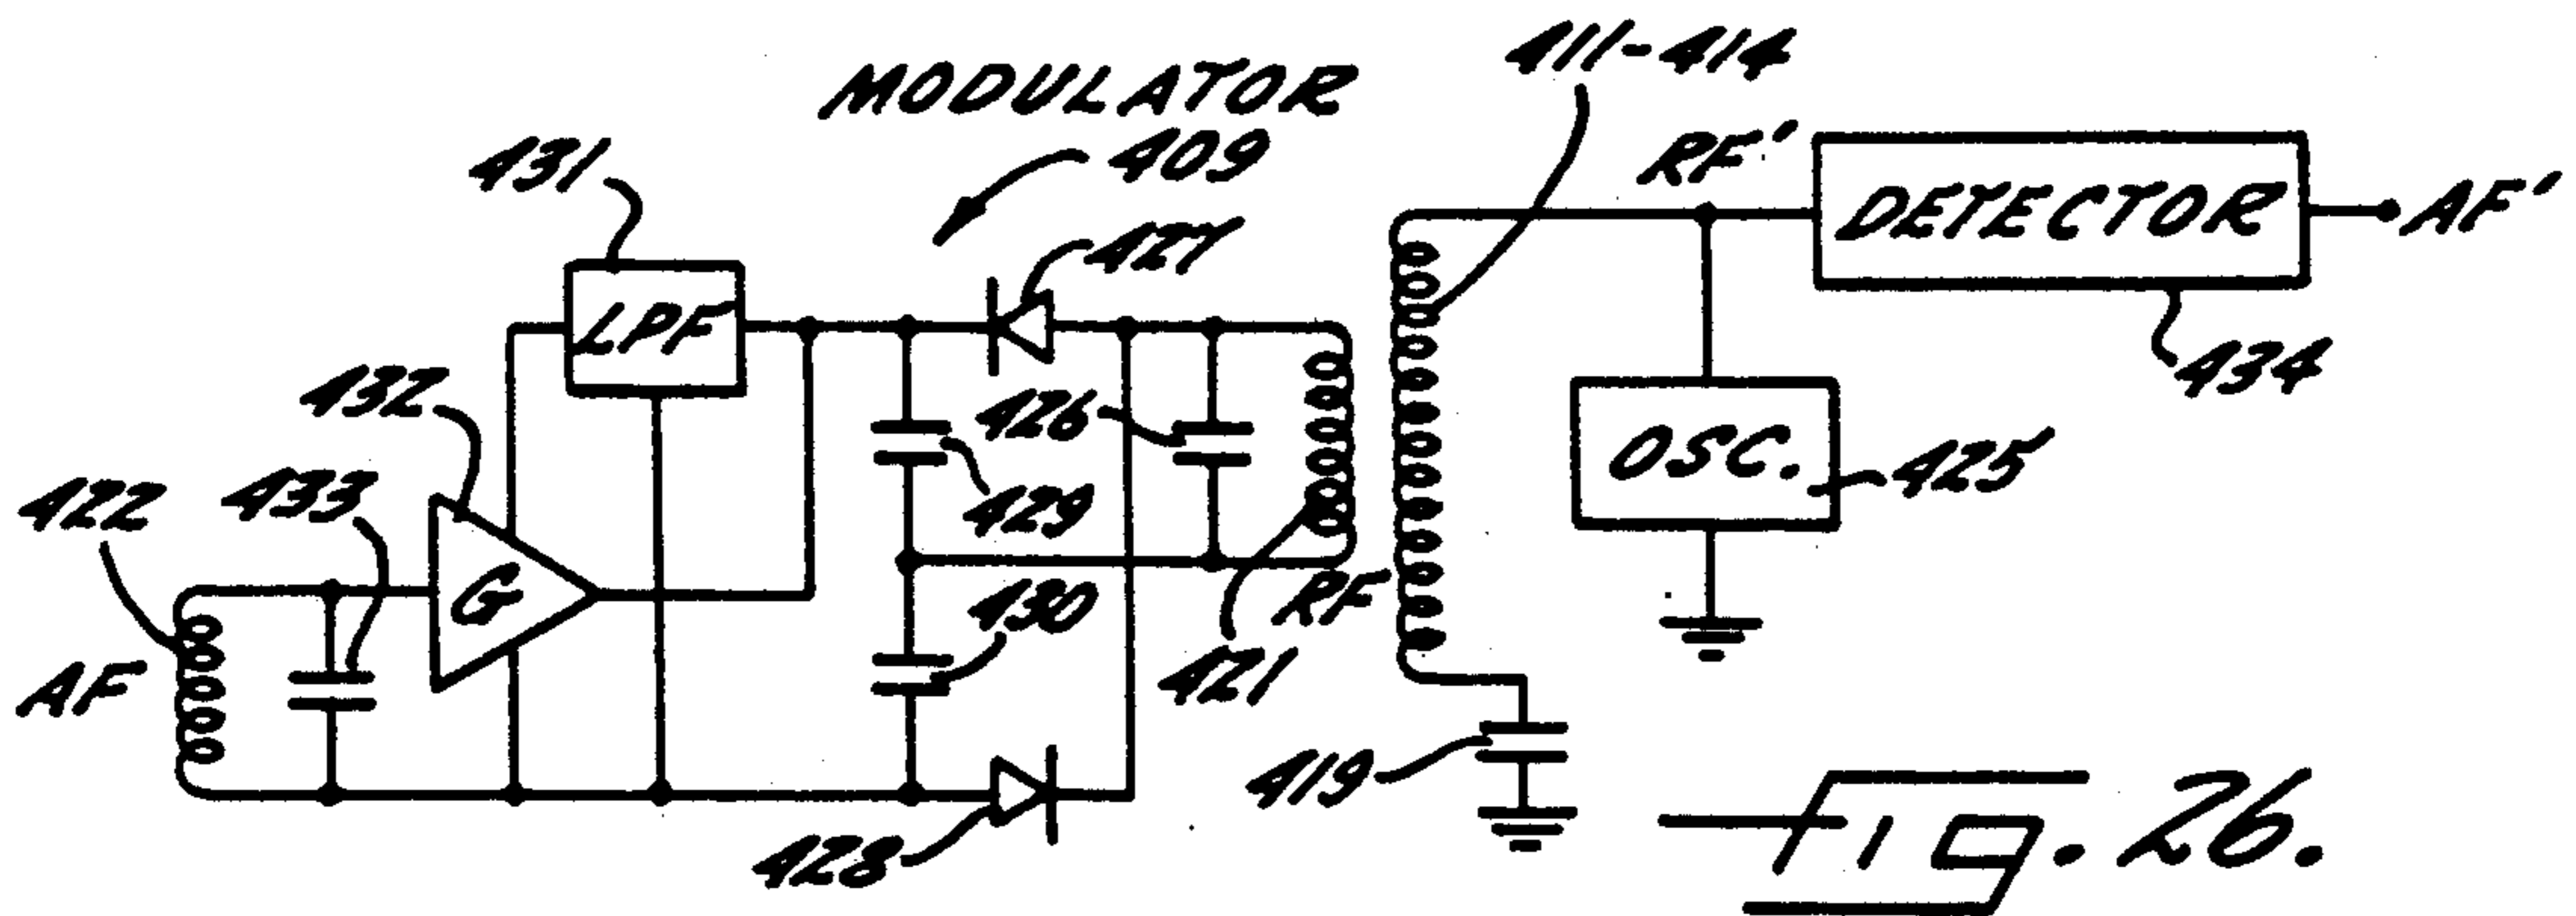 MODULATOR
409
411-414
RF'
DETECTOR
AF'
434
431
LPF
427
432
426
429
OSC.
425
422
433
G
430
RF
421
AF
419
428
Fig. 26.